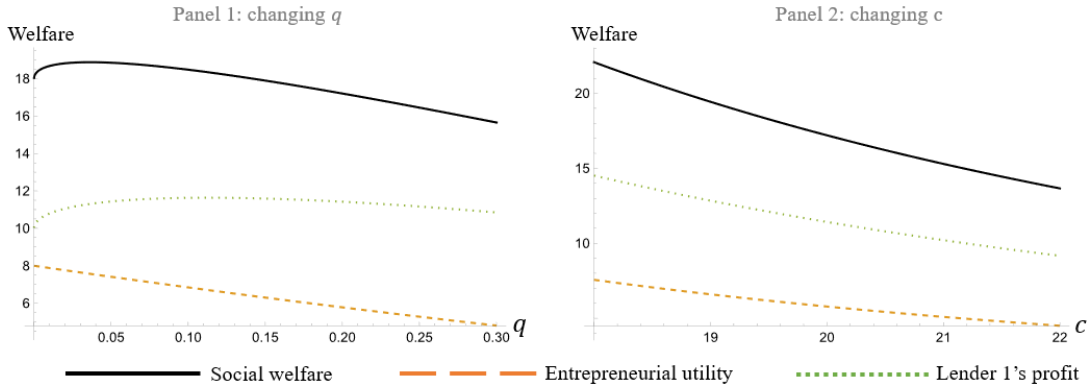 Panel 1: changing q
Panel 2: changing c
Welfare
Welfare
18
16
14
12
10
8
6
0.05
0.10
0.15
0.20
0.25
0.30
q
20
15
10
19
20
21
22
c
Social welfare
Entrepreneurial utility
Lender 1's profit